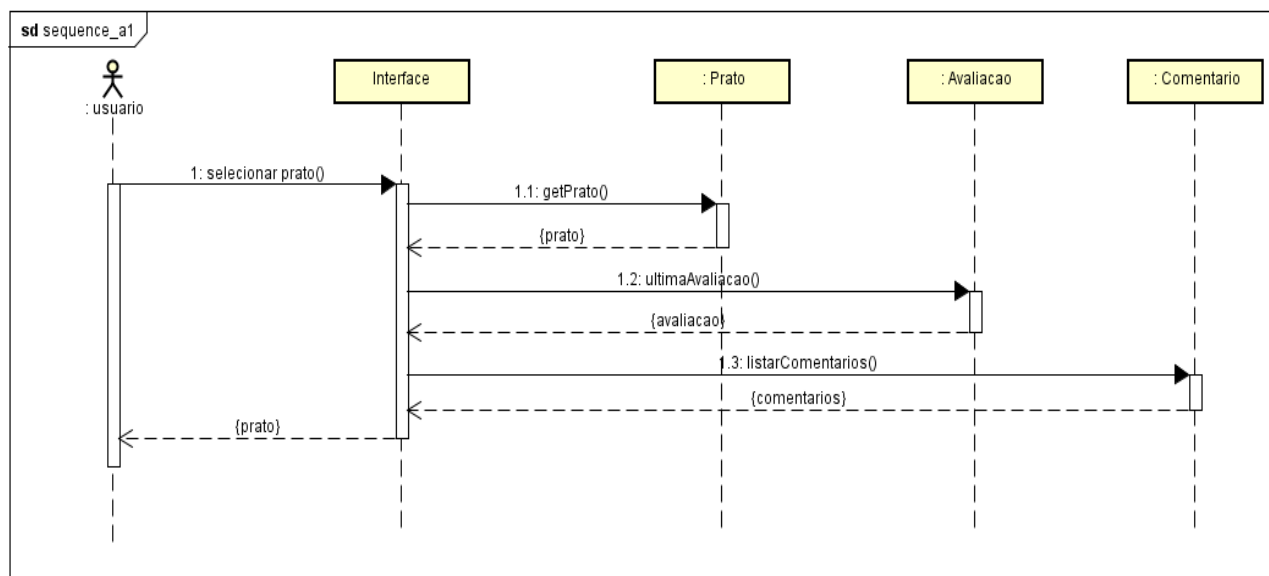 sd sequence_a1
: usuario
Interface
: Prato
: Avaliacao
: Comentario
1: selecionar prato()
1.1: getPrato()
{prato}
1.2: ultimaAvaliacao()
{avaliacao}
1.3: listarComentarios()
{comentarios}
{prato}